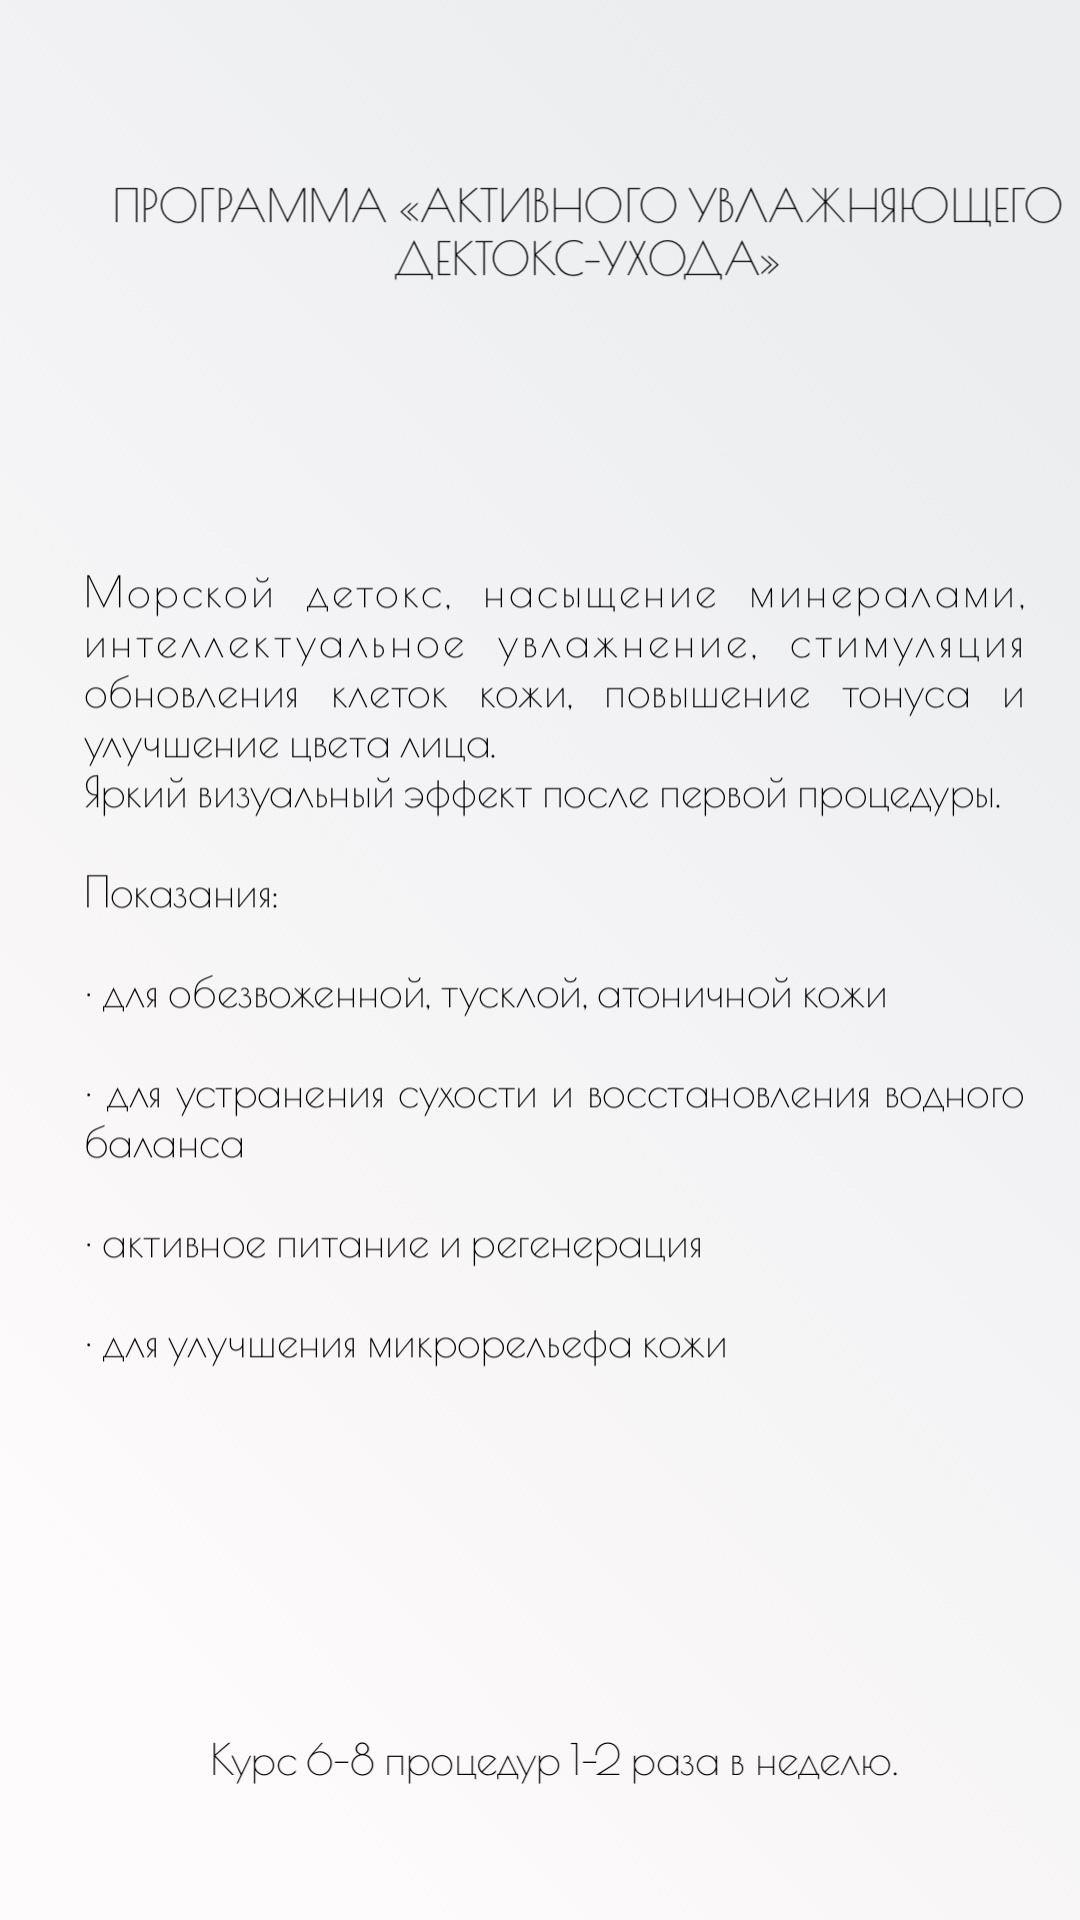 ПРОГРАММА «АКТИВНОГО УВЛАЖНЯЮЩЕГО
ДЕКТОКС-УХОДА»
Морской детокс, насыщение минералами,
интеллектуальное увлажнение, стимуляция
обновления клеток кожи, повышение тонуса и
улучшение цвета лица.
Яркий визуальный эффект после первой процедуры.
Показания:
· для обезвоженной, тусклой, атоничной кожи
· для устранения сухости и восстановления водного
баланса
· активное питание и регенерация
· для улучшения микрорельефа кожи
Курс 6-8 процедур 1-2 раза в неделю.